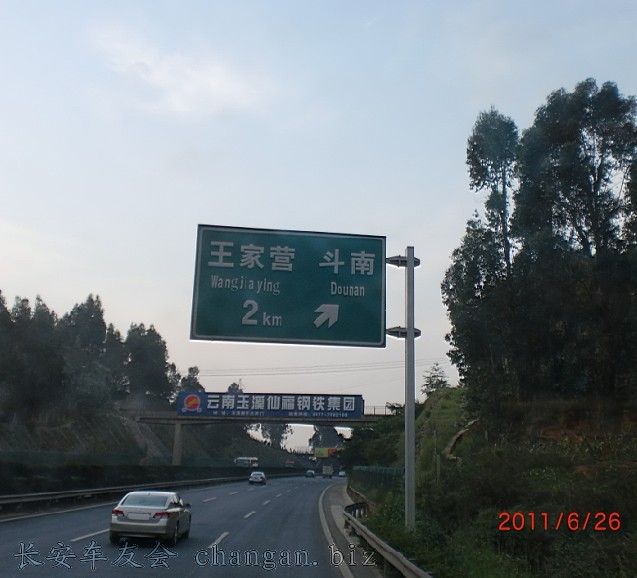 王家营 斗南
Wangjiaying Dounan
2 km
云南玉溪仙福钢铁集团
2011/6/26
长安车友会 changan.biz